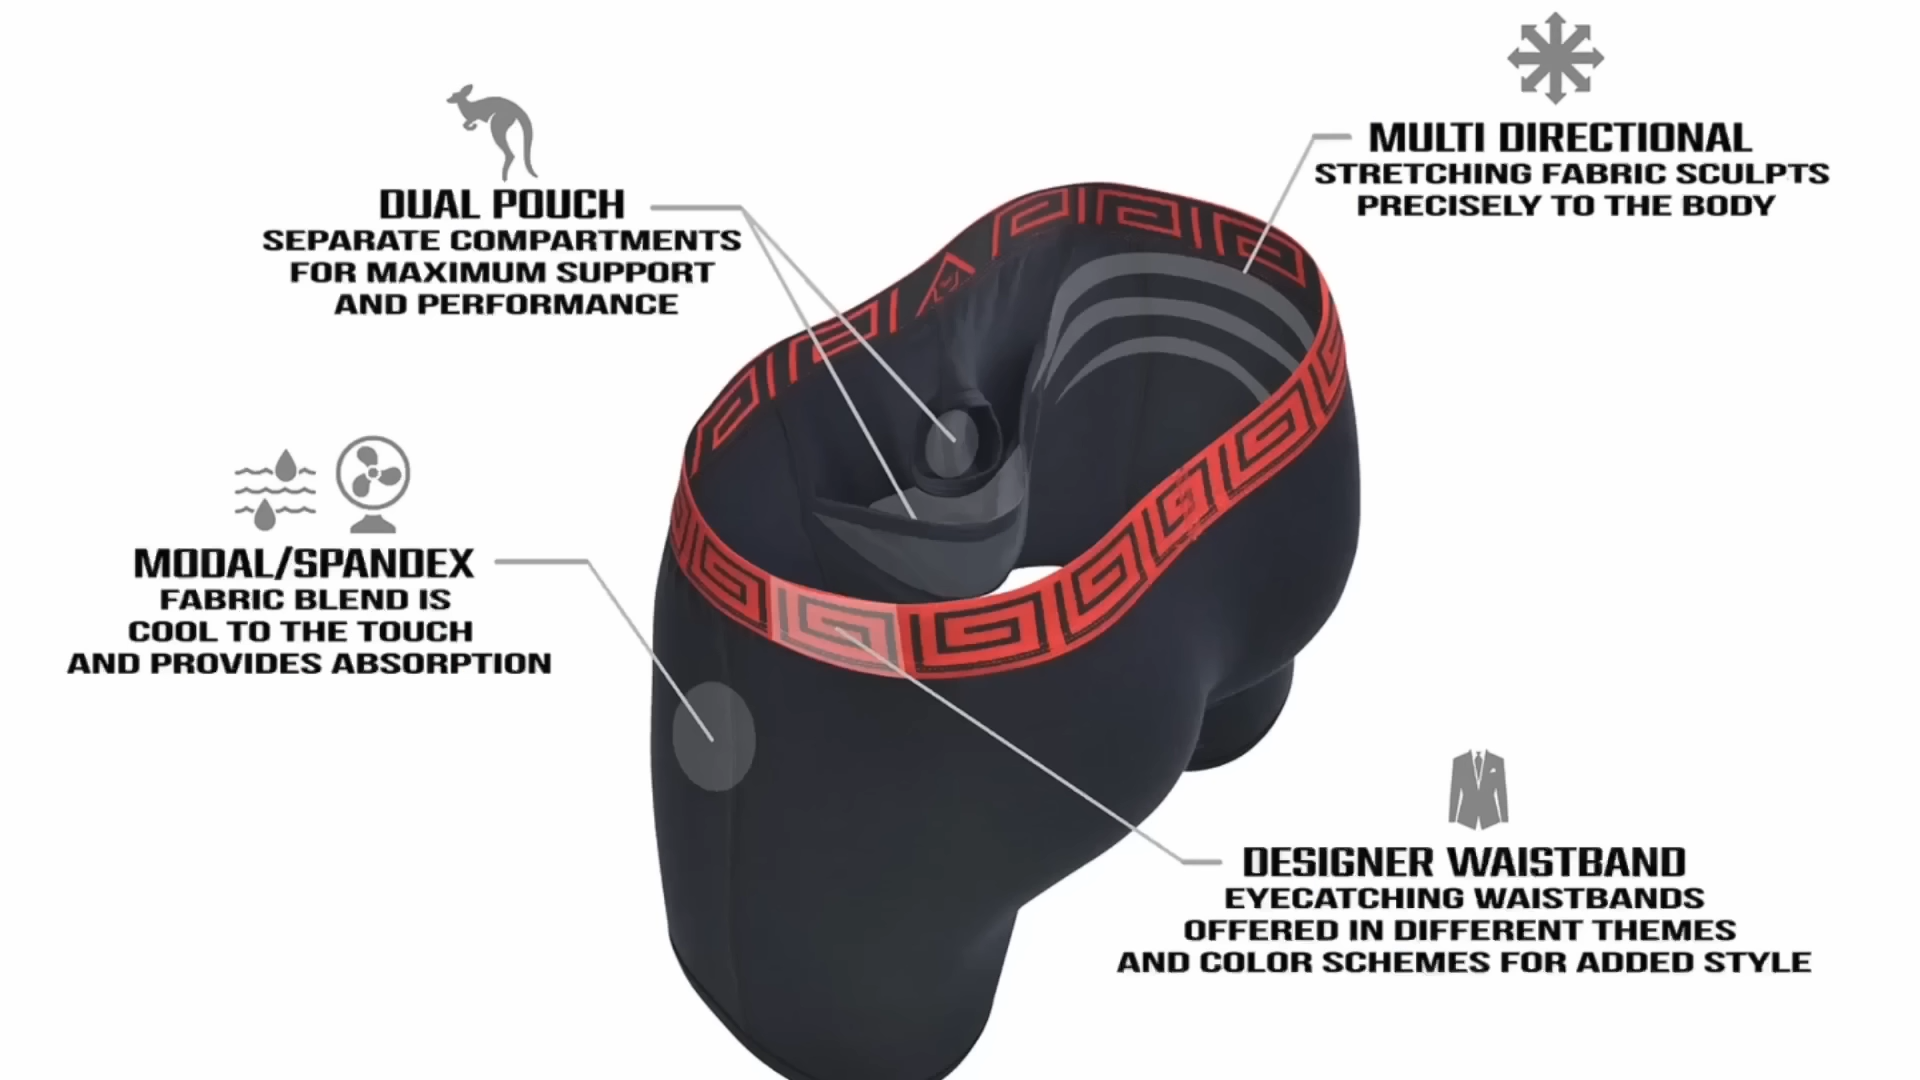 DUAL POUCH
SEPARATE COMPARTMENTS
FOR MAXIMUM SUPPORT
AND PERFORMANCE
MULTI DIRECTIONAL
STRETCHING FABRIC SCULPTS
PRECISELY TO THE BODY
MODAL/SPANDEX
FABRIC BLEND IS
COOL TO THE TOUCH
AND PROVIDES ABSORPTION
DESIGNER WAISTBAND
EYECATCHING WAISTBANDS
OFFERED IN DIFFERENT THEMES
AND COLOR SCHEMES FOR ADDED STYLE